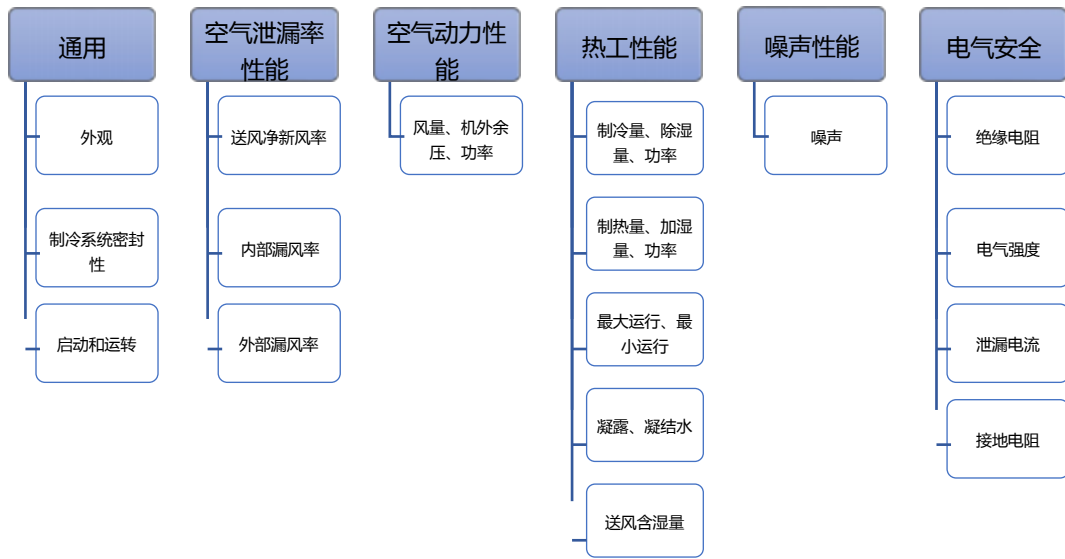 通用
外观
制冷系统密封
性
启动和运转
空气泄漏率
性能
送风净新风率
内部漏风率
外部漏风率
空气动力性
能
风量、机外余
压、功率
热工性能
制冷量、除湿
量、功率
制热量、加湿
量、功率
最大运行、最
小运行
凝露、凝结水
送风含湿量
噪声性能
噪声
电气安全
绝缘电阻
电气强度
泄漏电流
接地电阻